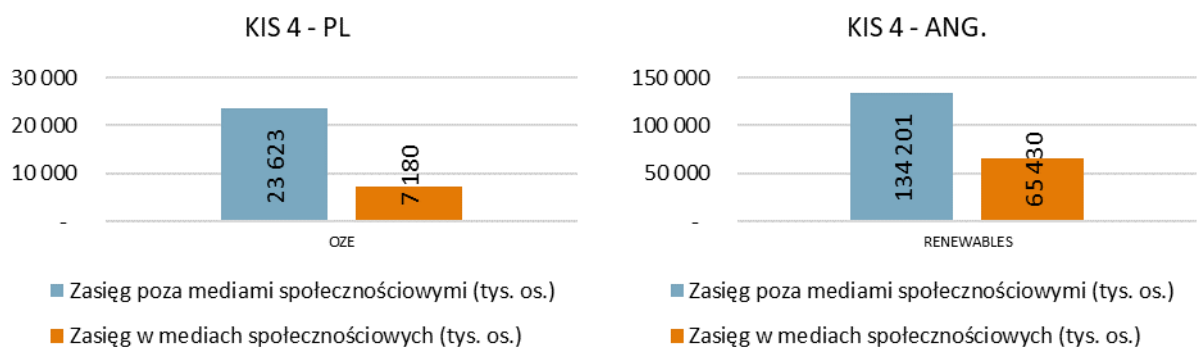 KIS 4 - PL
30 000
20 000
10 000
-
23 623
7 180
OZE
Zasięg poza mediami społecznościowymi (tys. os.)
Zasięg w mediach społecznościowych (tys. os.)
KIS 4 - ANG.
150 000
100 000
50 000
-
134 201
65 430
RENEWABLES
Zasięg poza mediami społecznościowymi (tys. os.)
Zasięg w mediach społecznościowych (tys. os.)